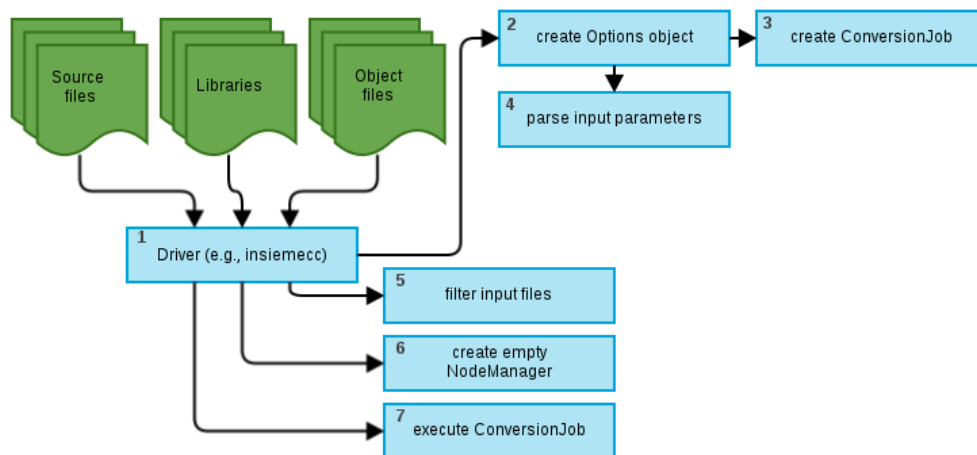 Source
files
Libraries
Object
files
2
create Options object
3
create ConversionJob
4
parse input parameters
1
Driver (e.g., insiemecc)
5
filter input files
6
create empty
NodeManager
7
execute ConversionJob